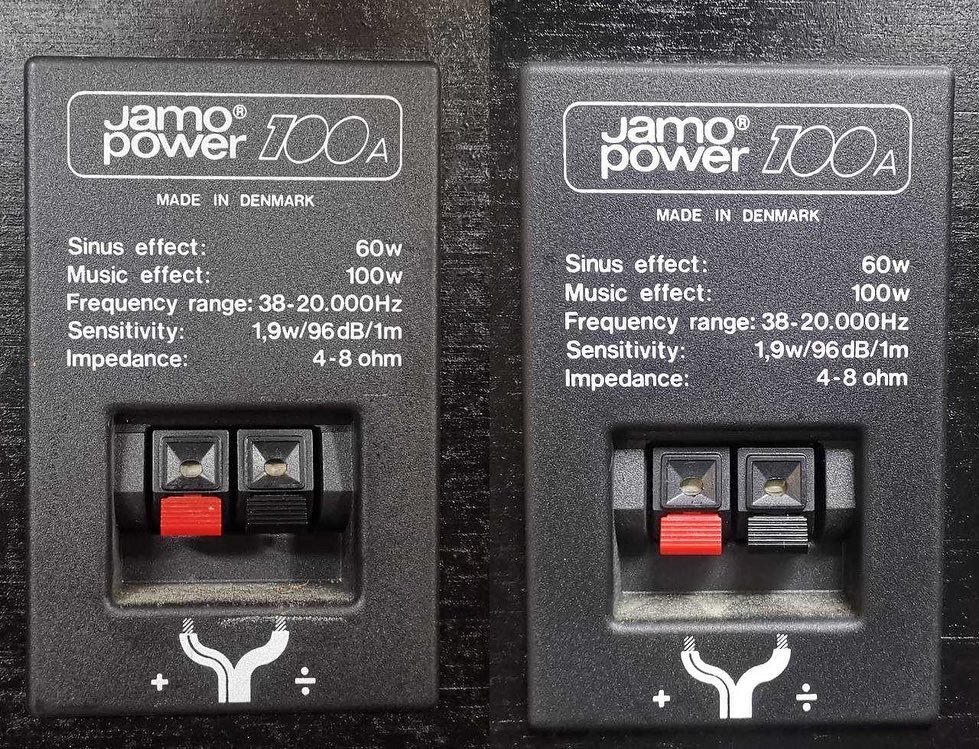 Jamo®
power 100A
MADE IN DENMARK
Sinus effect: 60w
Music effect: 100w
Frequency range: 38-20.000Hz
Sensitivity: 1,9w/96dB/1m
Impedance: 4-8 ohm
+ ÷
Jamo®
power 100A
MADE IN DENMARK
Sinus effect: 60w
Music effect: 100w
Frequency range: 38-20.000Hz
Sensitivity: 1,9w/96dB/1m
Impedance: 4-8 ohm
+ ÷